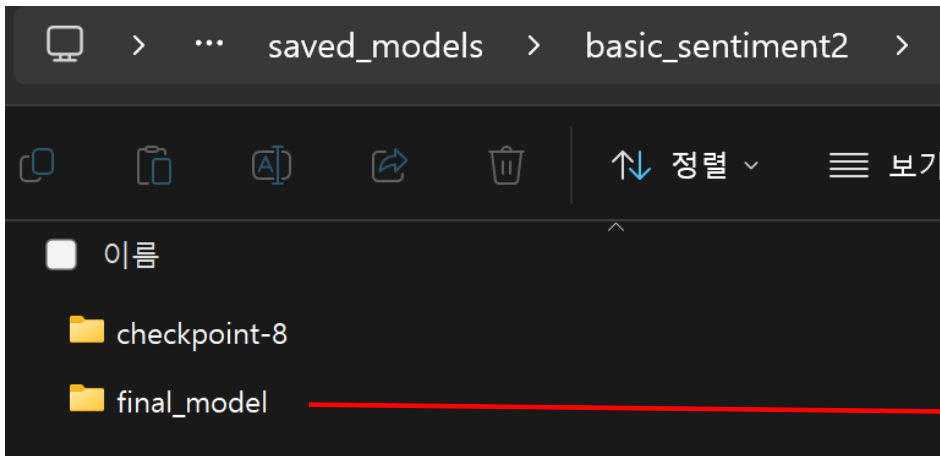 saved_models > basic_sentiment2 >
정렬
이름
checkpoint-8
final_model